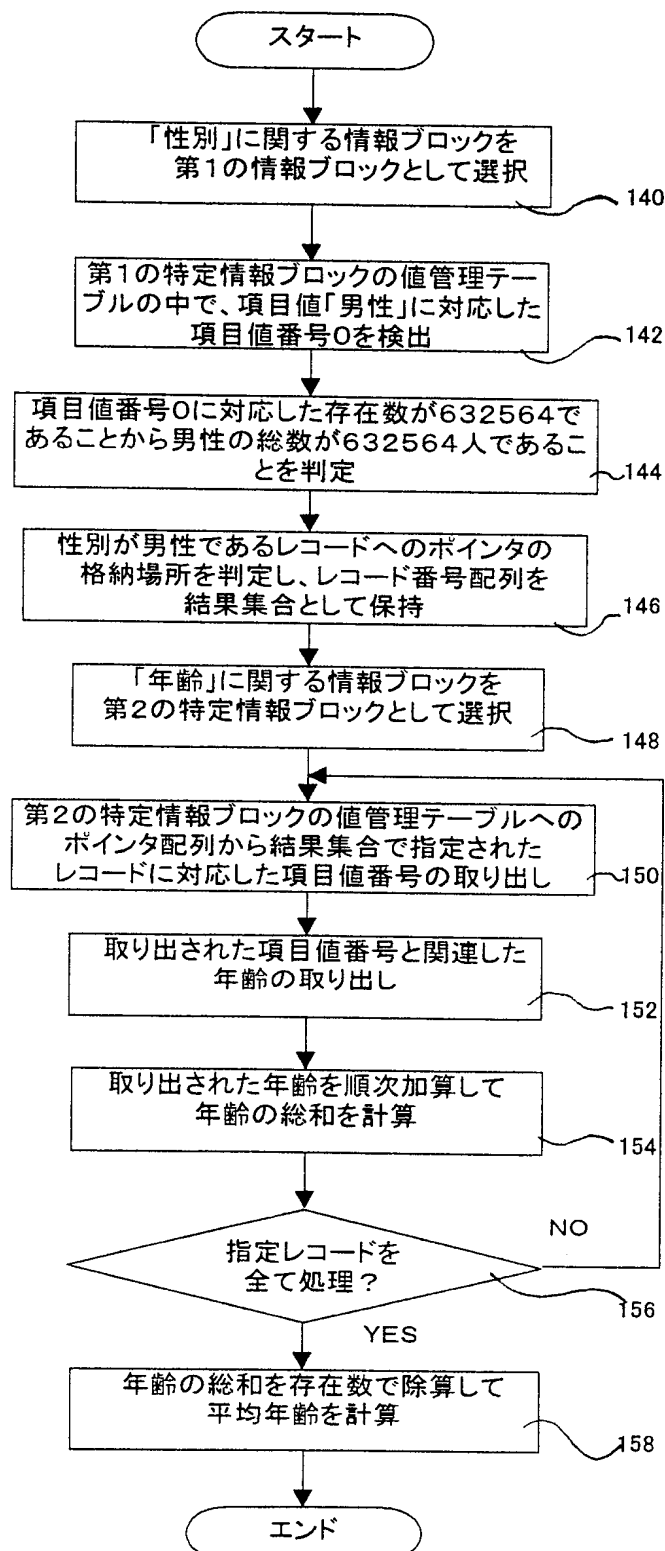 スタート
「性別」に関する情報ブロックを
第1の情報ブロックとして選択
140
第1の特定情報ブロックの値管理テー
ブルの中で、項目値「男性」に対応した
項目値番号0を検出
142
項目値番号0に対応した存在数が632564で
あることから男性の総数が632564人であるこ
とを判定
144
性別が男性であるレコードへのポインタの
格納場所を判定し、レコード番号配列を
結果集合として保持
146
「年齢」に関する情報ブロックを
第2の特定情報ブロックとして選択
148
第2の特定情報ブロックの値管理テーブルへの
ポインタ配列から結果集合で指定された
レコードに対応した項目値番号の取り出し
150
取り出された項目値番号と関連した
年齢の取り出し
152
取り出された年齢を順次加算して
年齢の総和を計算
154
NO
指定レコードを
全て処理?
156
YES
年齢の総和を存在数で除算して
平均年齢を計算
158
エンド